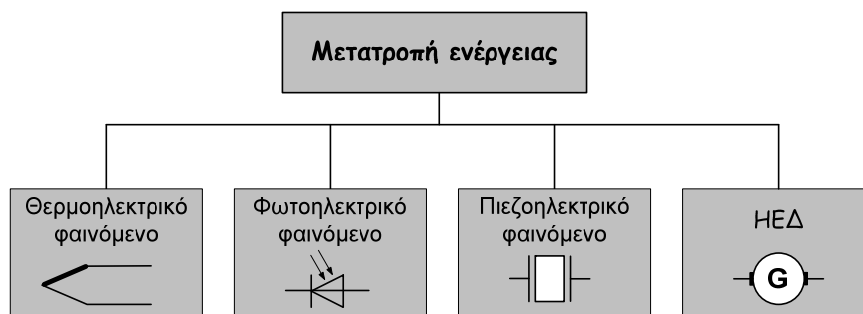 Μετατροπή ενέργειας
Θερμοηλεκτρικό
φαινόμενο
Φωτοηλεκτρικό
φαινόμενο
Πιεζοηλεκτρικό
φαινόμενο
ΗΕΔ
G